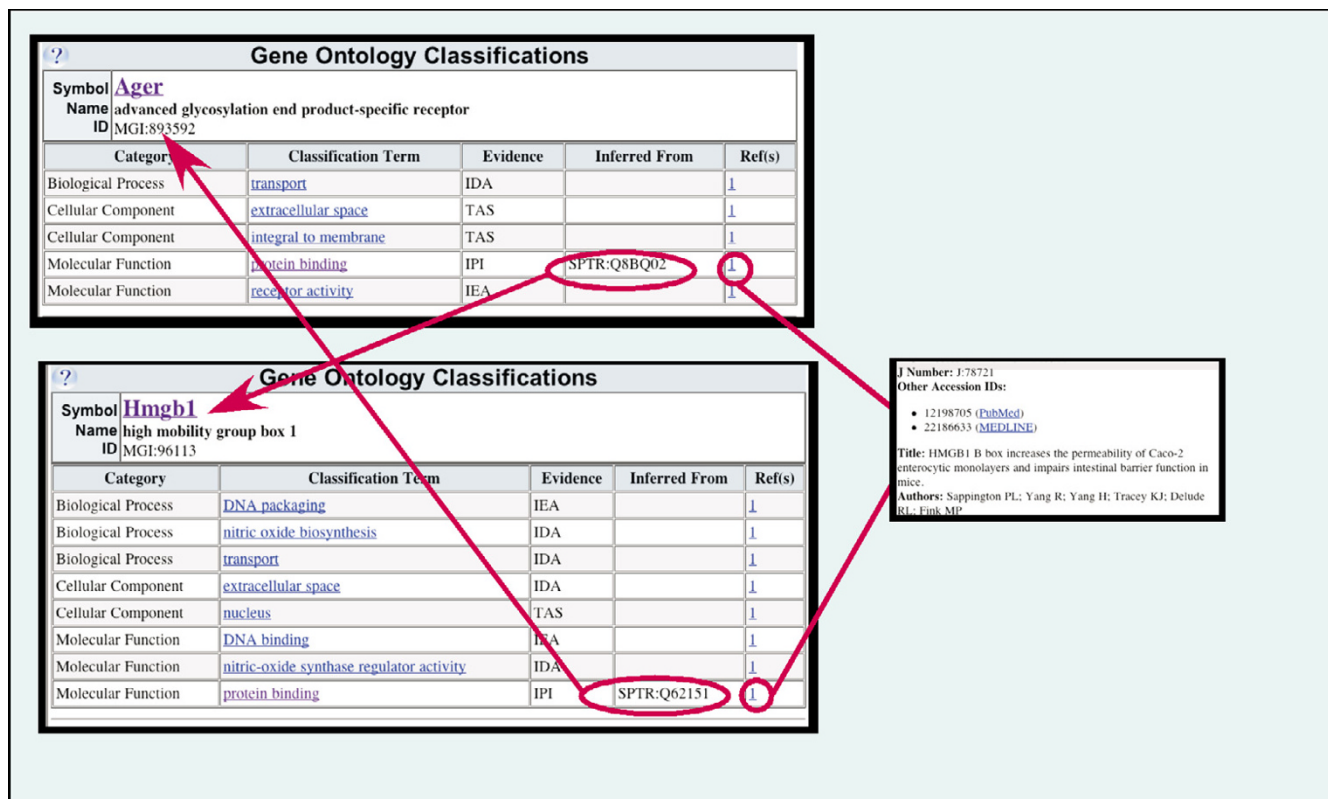 ? Gene Ontology Classifications
Symbol Ager
Name advanced glycosylation end product-specific receptor
ID MGI:893592
Category Classification Term Evidence Inferred From Ref(s)
Biological Process transport IDA 1
Cellular Component extracellular space TAS 1
Cellular Component integral to membrane TAS 1
Molecular Function protein binding IPI SPTR:Q8BQ02 1
Molecular Function receptor activity IEA 1
? Gene Ontology Classifications
Symbol Hmgb1
Name high mobility group box 1
ID MGI:96113
Category Classification Term Evidence Inferred From Ref(s)
Biological Process DNA packaging IEA 1
Biological Process nitric oxide biosynthesis IDA 1
Biological Process transport IDA 1
Cellular Component extracellular space IDA 1
Cellular Component nucleus TAS 1
Molecular Function DNA binding IEA 1
Molecular Function nitric-oxide synthase regulator activity IDA 1
Molecular Function protein binding IPI SPTR:Q62151 1
J Number: J:78721
Other Accession IDs:
• 12198705 (PubMed)
• 22186633 (MEDLINE)
Title: HMGB1 B box increases the permeability of Caco-2
enterocytic monolayers and impairs intestinal barrier function in
mice.
Authors: Sappington PL; Yang R; Yang H; Tracey KJ; Delude
RL; Fink MP